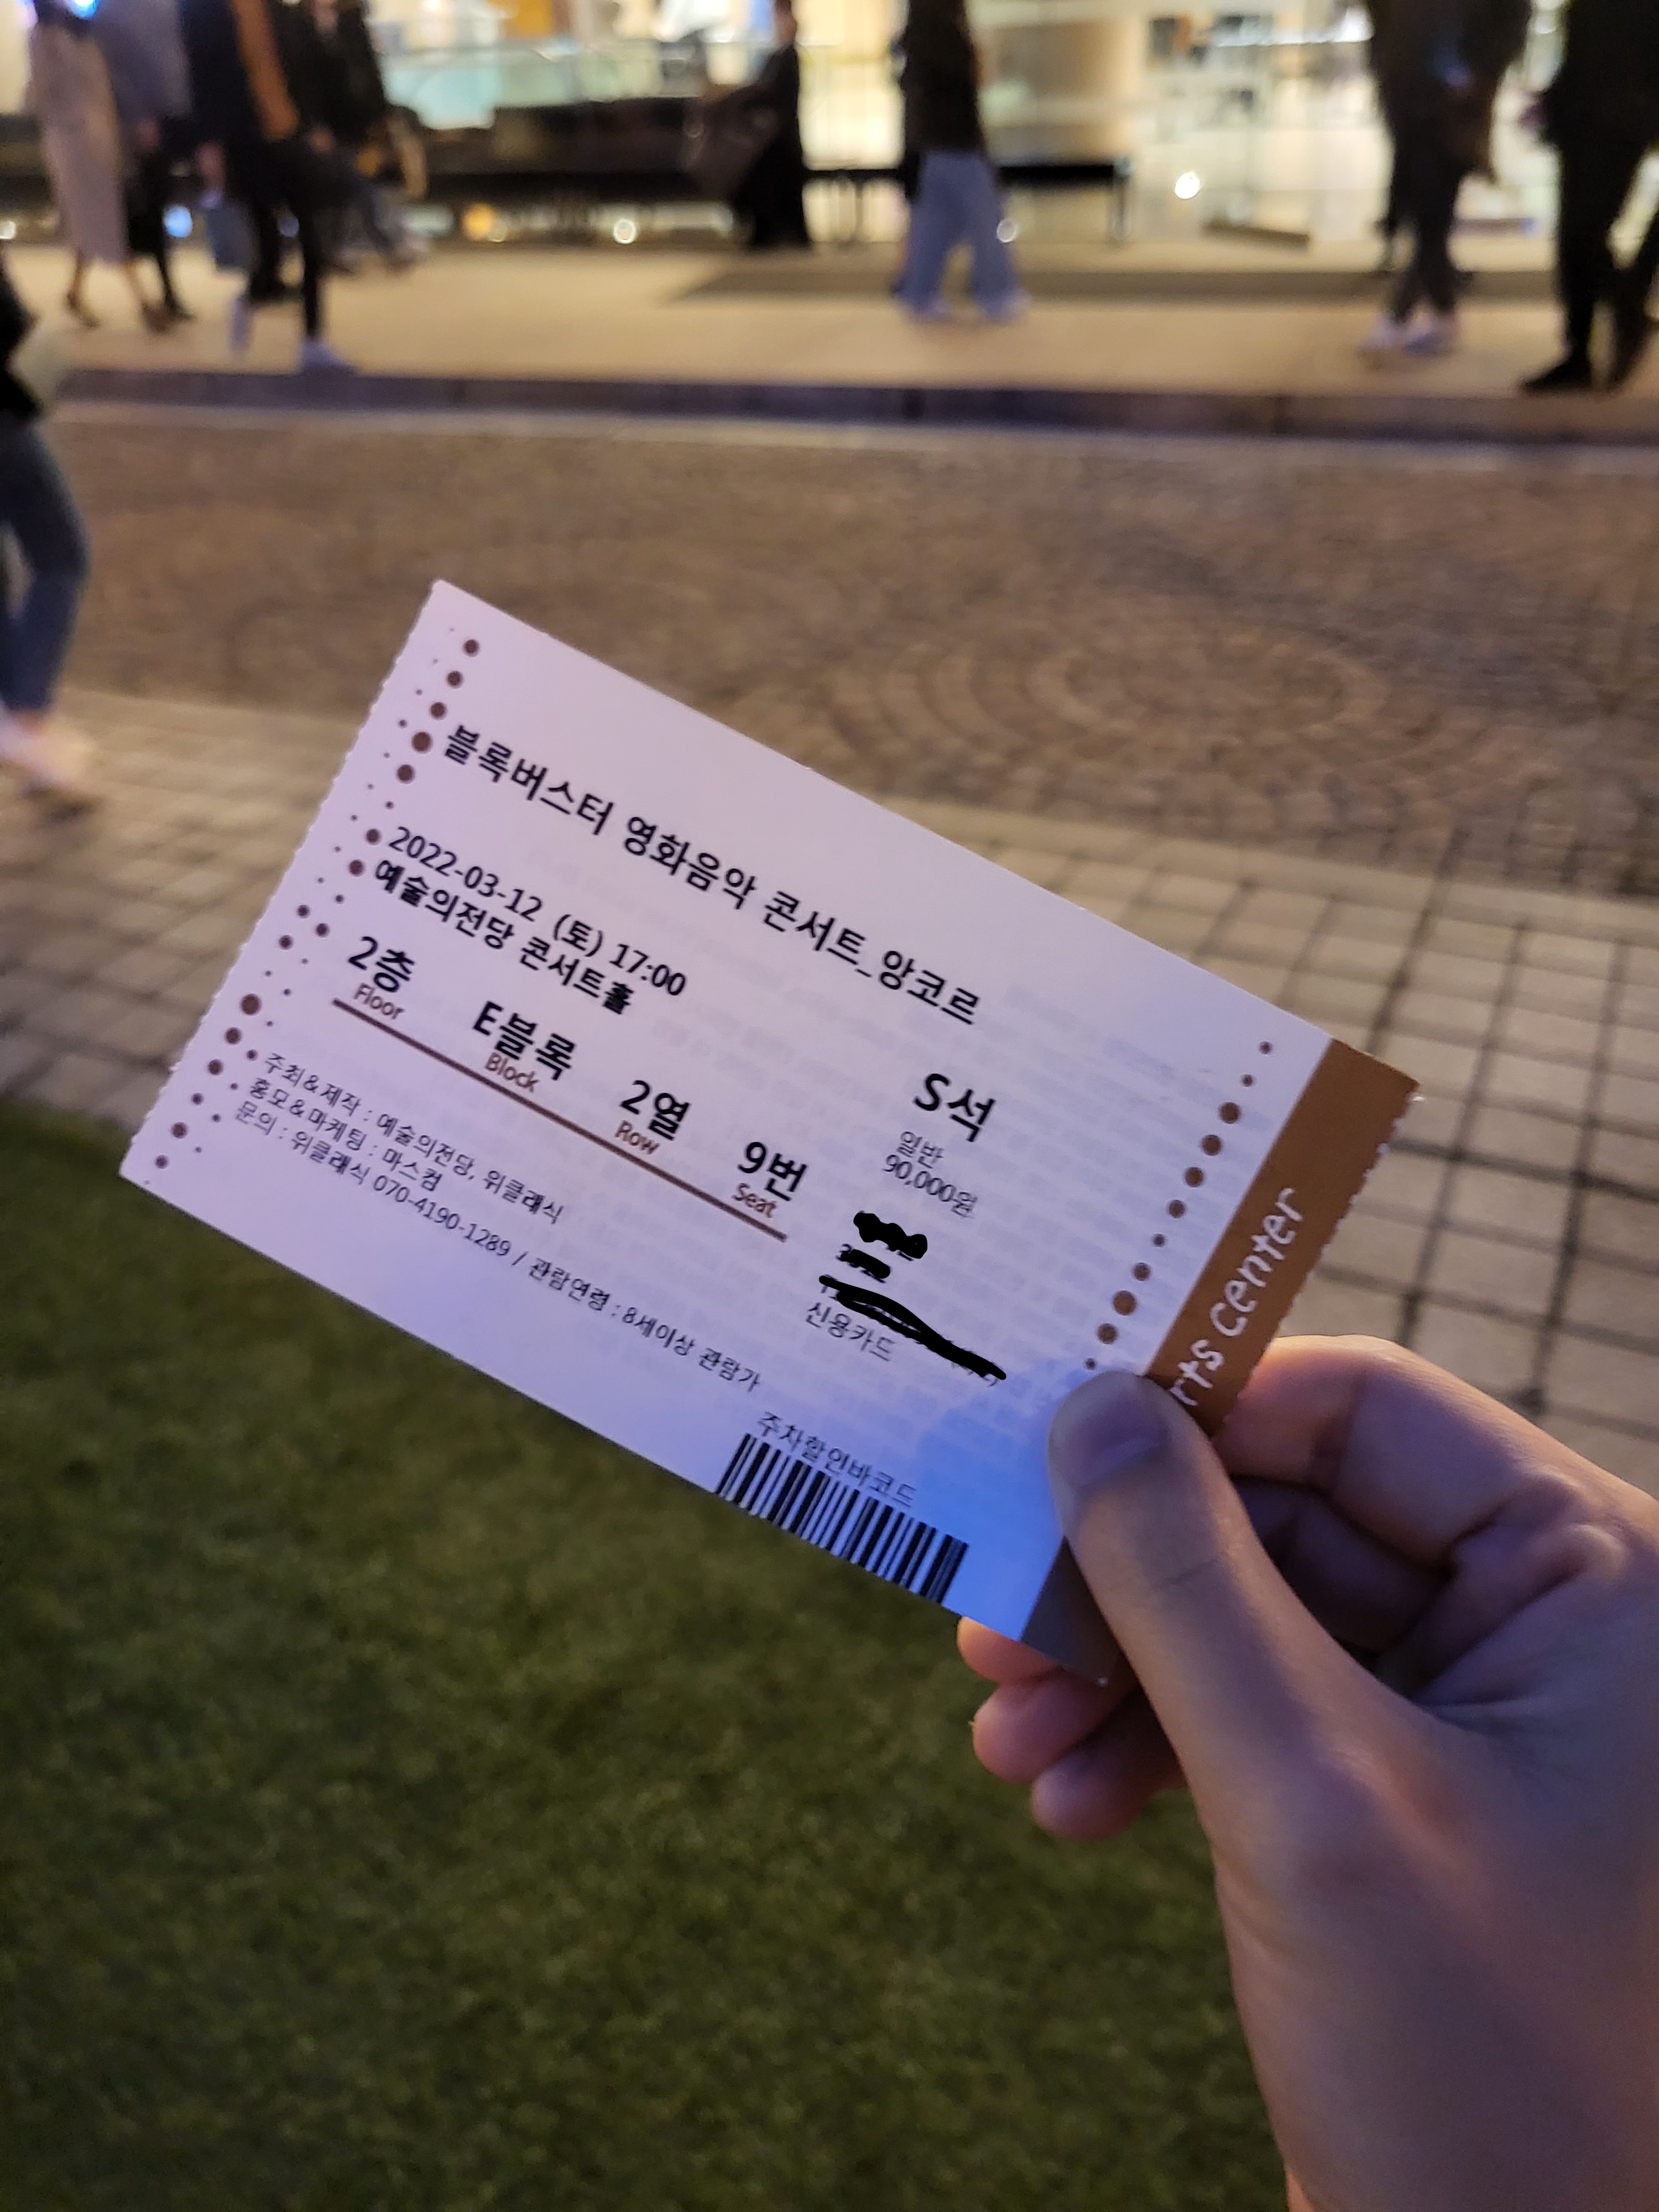 블록버스터 영화음악 콘서트_앙코르
2022-03-12 (토) 17:00
예술의전당 콘서트홀
2층 E블록 2열 9번
Floor Block Row Seat
S석
일반
90,000원
신용카드
주최&제작 : 예술의전당, 위클래식
홍보&마케팅 : 마스컴
문의 : 위클래식 070-4190-1289 / 관람연령 : 8세이상 관람가
주차할인바코드
rts center